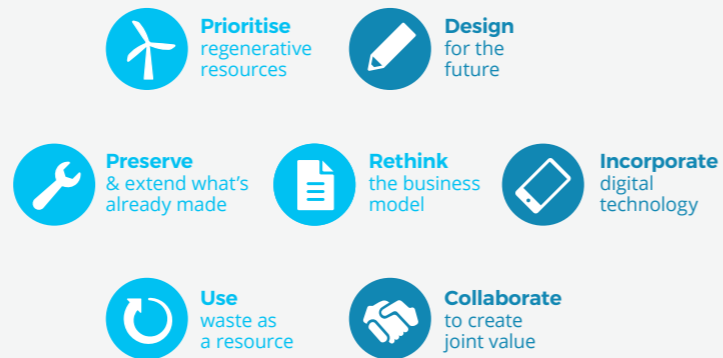 Prioritise
regenerative
resources
Design
for the
future
Preserve
& extend what's
already made
Rethink
the business
model
Incorporate
digital
technology
Use
waste as
a resource
Collaborate
to create
joint value